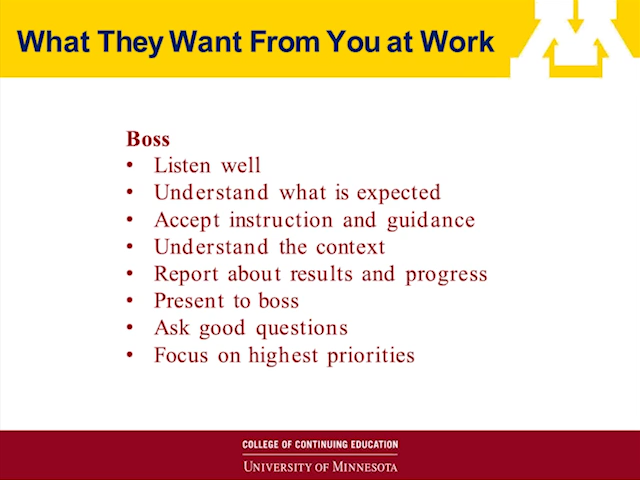 What They Want From You at Work
Boss
• Listen well
• Understand what is expected
• Accept instruction and guidance
• Understand the context
• Report about results and progress
• Present to boss
• Ask good questions
• Focus on highest priorities
COLLEGE OF CONTINUING EDUCATION
UNIVERSITY OF MINNESOTA